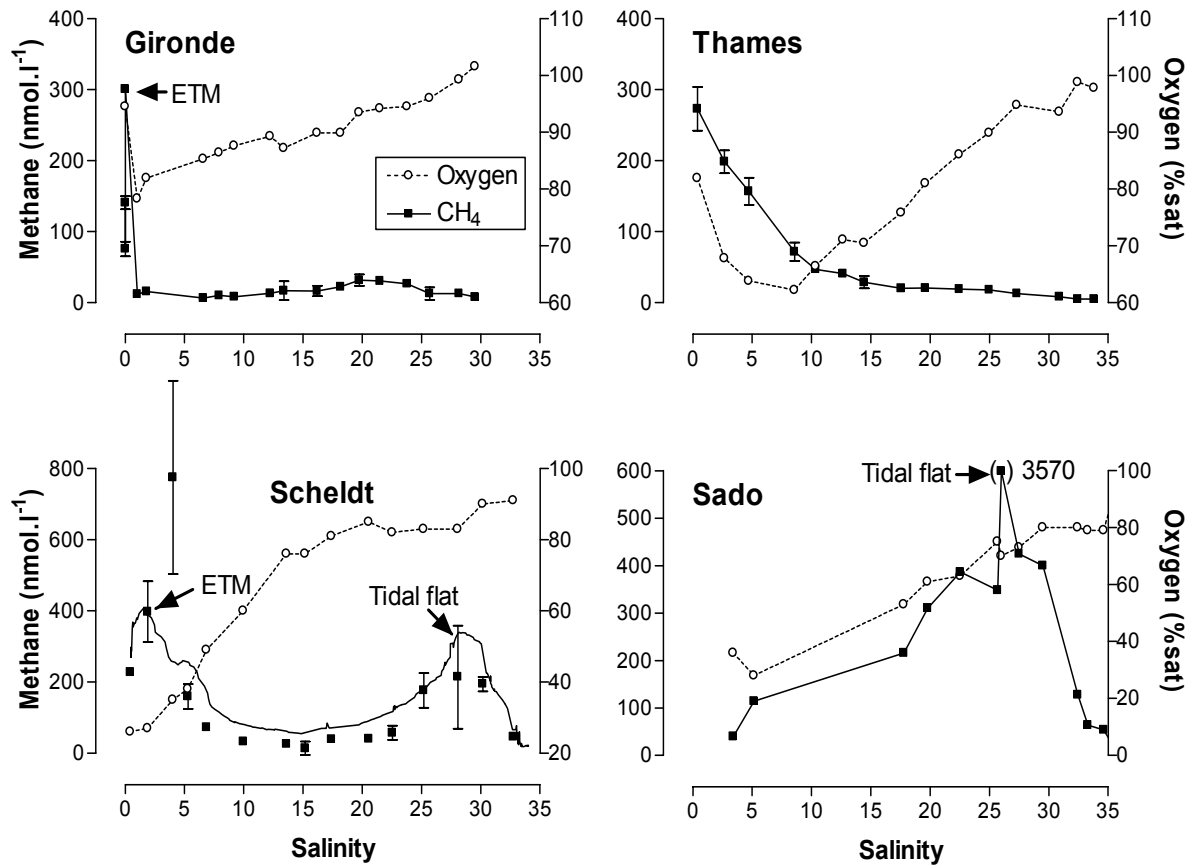 Gironde
Methane (nmol.l⁻¹)
400
300
200
100
0
ETM
Oxygen
CH₄
110
100
90
80
70
60
0 5 10 15 20 25 30 35
Thames
400
300
200
100
0
110
100
90
80
70
60
Oxygen (%sat)
0 5 10 15 20 25 30 35
Scheldt
Methane (nmol.l⁻¹)
800
600
400
200
0
ETM
Tidal flat
100
80
60
40
20
0 5 10 15 20 25 30 35
Salinity
Sado
600
500
400
300
200
100
0
Tidal flat
( ) 3570
100
80
60
40
20
0
Oxygen (%sat)
0 5 10 15 20 25 30 35
Salinity